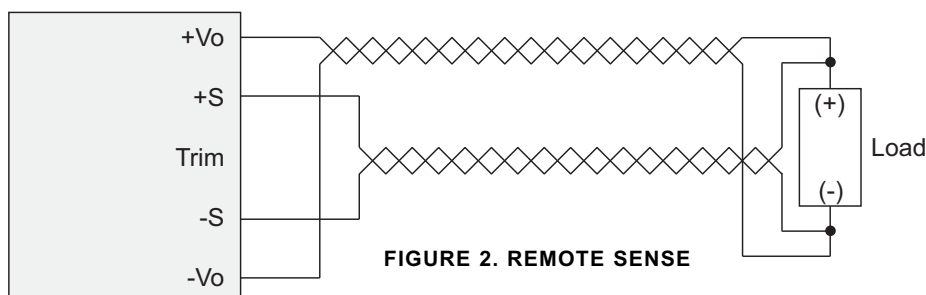 +Vo
+S
Trim
-S
-Vo
(+)
Load
(-)
FIGURE 2. REMOTE SENSE